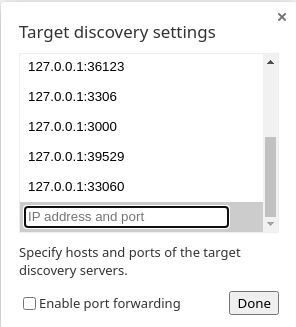 Target discovery settings
127.0.0.1:36123
127.0.0.1:3306
127.0.0.1:3000
127.0.0.1:39529
127.0.0.1:33060
IP address and port
Specify hosts and ports of the target
discovery servers.
Enable port forwarding
Done